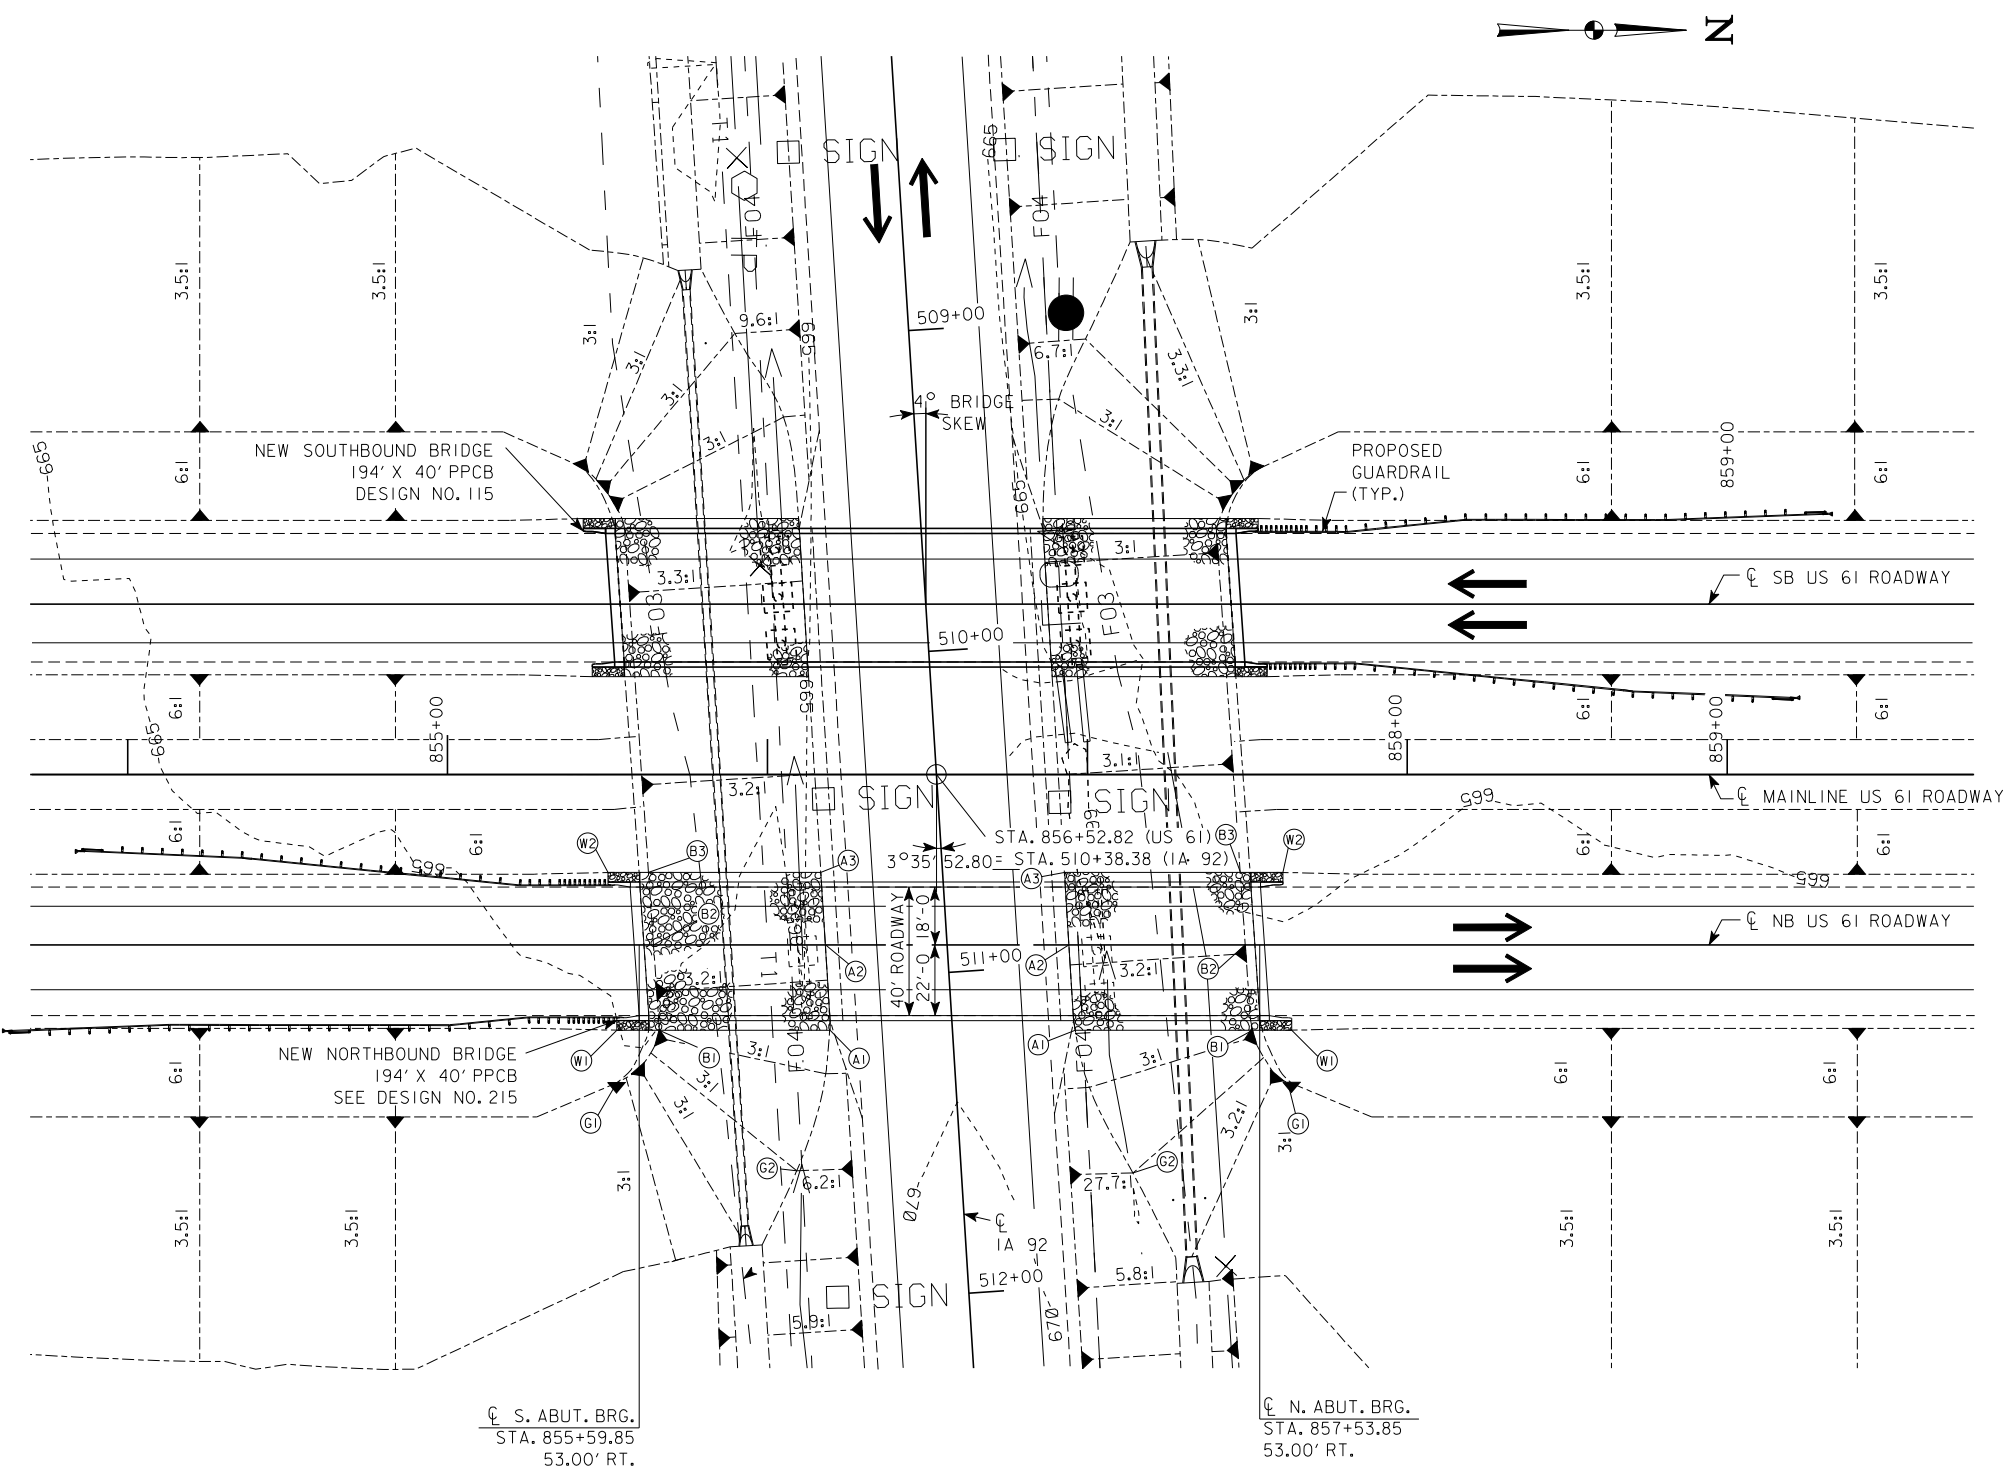 N
SIGN
SIGN
665
T1
F04
F04
P
3.5:1
3.5:1
3.5:1
3.5:1
3:1
3:1
3:1
3:1
9.6:1
665
509+00
6.7:1
3.3:1
3:1
3:1
4° BRIDGE
SKEW
NEW SOUTHBOUND BRIDGE
194' X 40' PPCB
DESIGN NO. 115
PROPOSED
GUARDRAIL
(TYP.)
859+00
665
6:1
6:1
6:1
665
3:1
3.3:1
F03
F03
℄ SB US 61 ROADWAY
510+00
665
6:1
6:1
6:1
6:1
855+00
858+00
859+00
665
3.2:1
3.1:1
SIGN
SIGN
℄ MAINLINE US 61 ROADWAY
665
STA. 856+52.82 (US 61)
3°35'52.80= STA. 510+38.38 (IA 92)
6:1
6:1
6:1
6:1
W2
B3
A3
A3
B3
W2
665
665
B2
40' ROADWAY
18'-0
22'-0
℄ NB US 61 ROADWAY
511+00
T1
3.2:1
3.2:1
A2
A2
B2
NEW NORTHBOUND BRIDGE
194' X 40' PPCB
SEE DESIGN NO. 215
W1
B1
A1
A1
B1
W1
3:1
3:1
3:1
3:1
F04
F04
3:1
3.2:1
3:1
6:1
6:1
6:1
G1
G1
G2
G2
6.2:1
27.7:1
3.5:1
3.5:1
3.5:1
3.5:1
670
℄
IA 92
512+00
5.8:1
SIGN
5.9:1
670
℄ S. ABUT. BRG.
STA. 855+59.85
53.00' RT.
℄ N. ABUT. BRG.
STA. 857+53.85
53.00' RT.